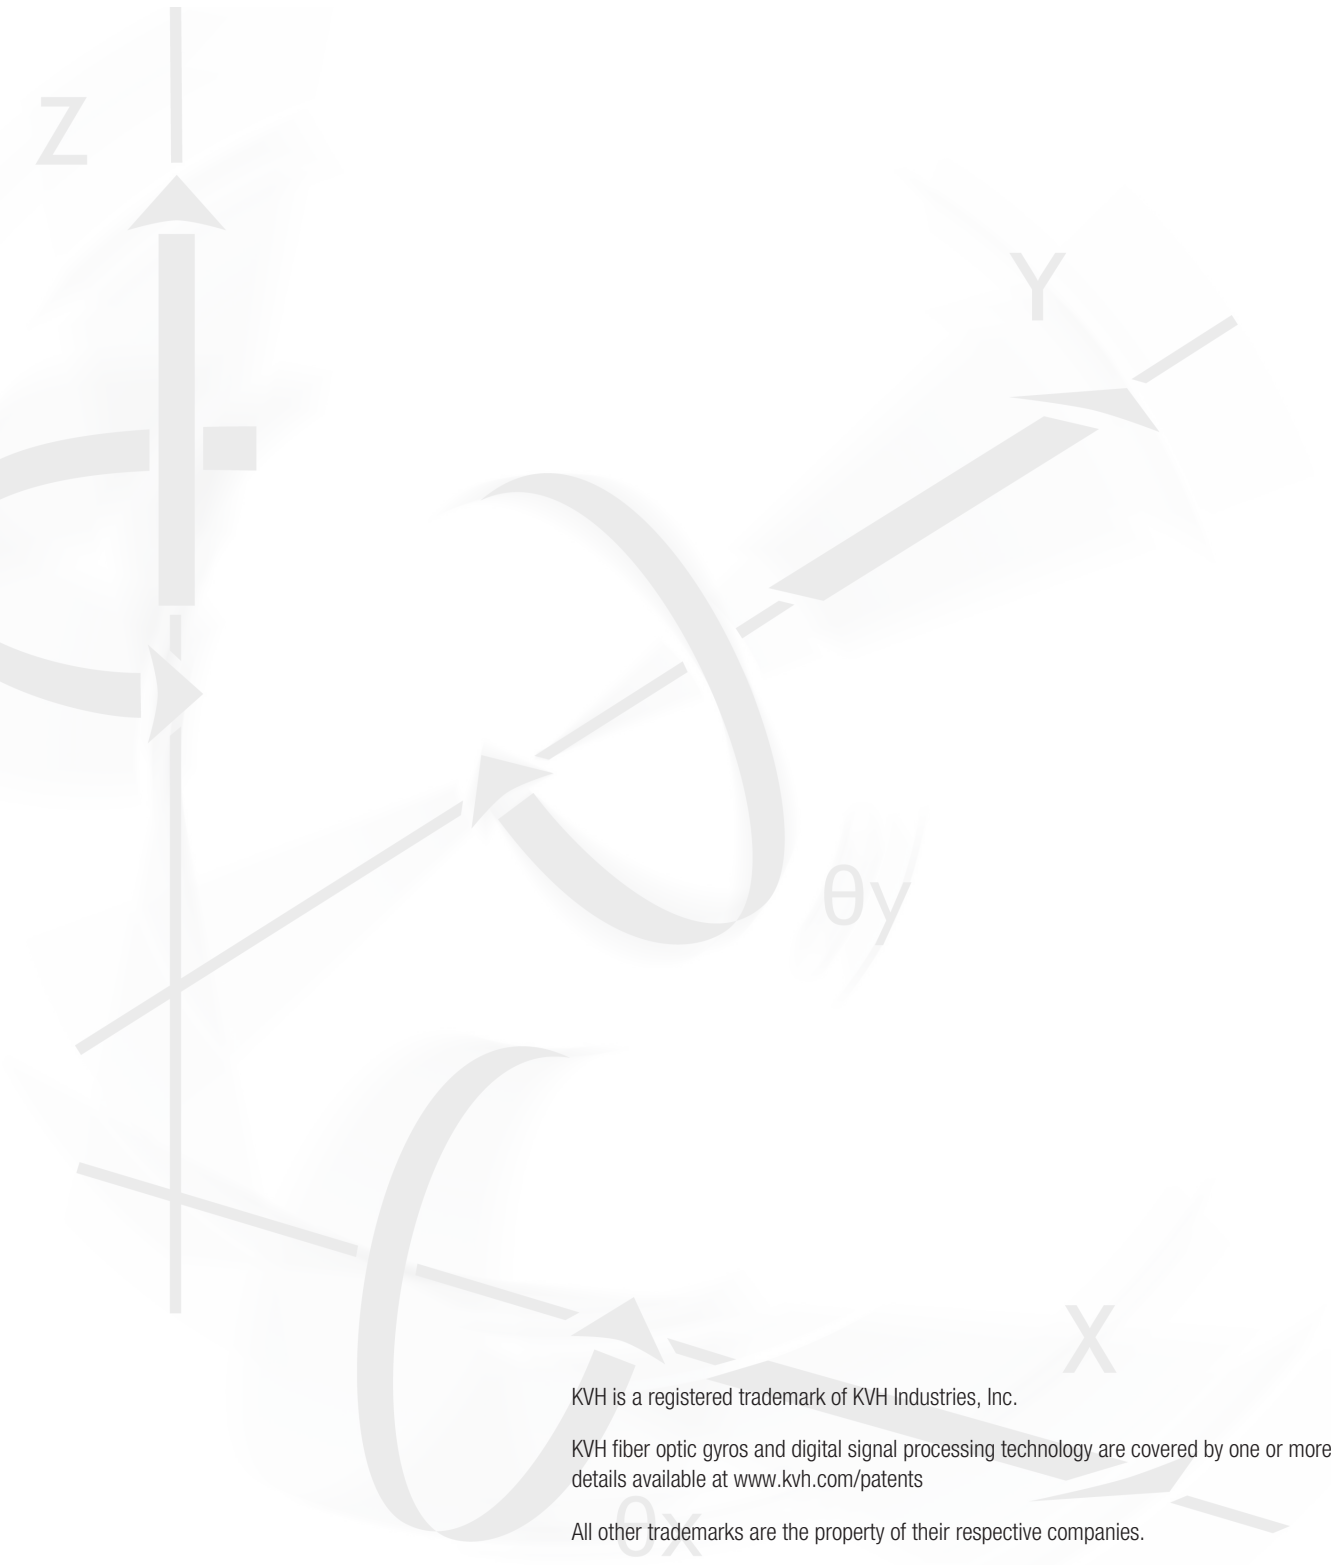 Z
Y
θy
X
KVH is a registered trademark of KVH Industries, Inc.
KVH fiber optic gyros and digital signal processing technology are covered by one or more
details available at www.kvh.com/patents
θx
All other trademarks are the property of their respective companies.